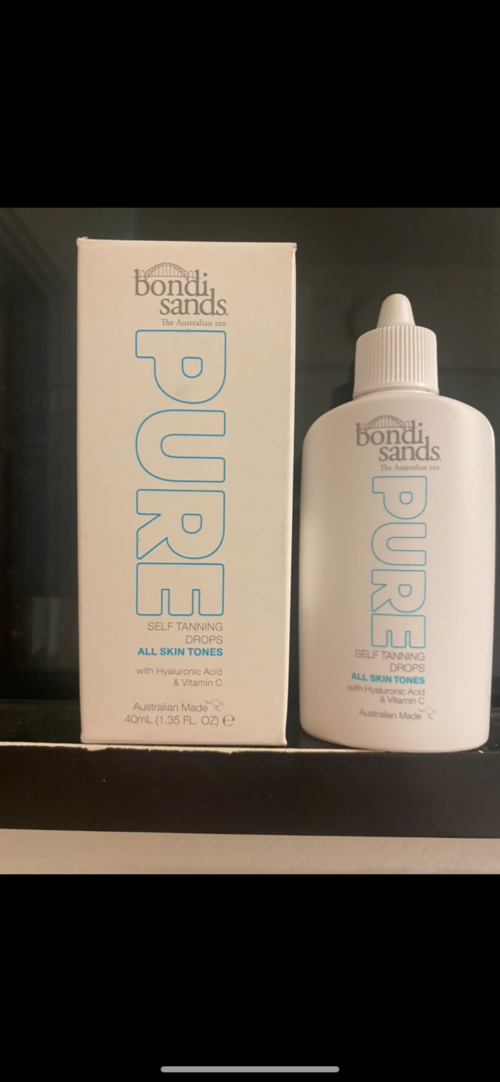 bondi
sands.
The Australian tan
PURE
SELF TANNING
DROPS
ALL SKIN TONES
with Hyaluronic Acid
& Vitamin C
Australian Made
40mL (1.35 FL. OZ) ℮
bondi
sands.
The Australian tan
PURE
SELF TANNING
DROPS
ALL SKIN TONES
with Hyaluronic Acid
& Vitamin C
Australian Made